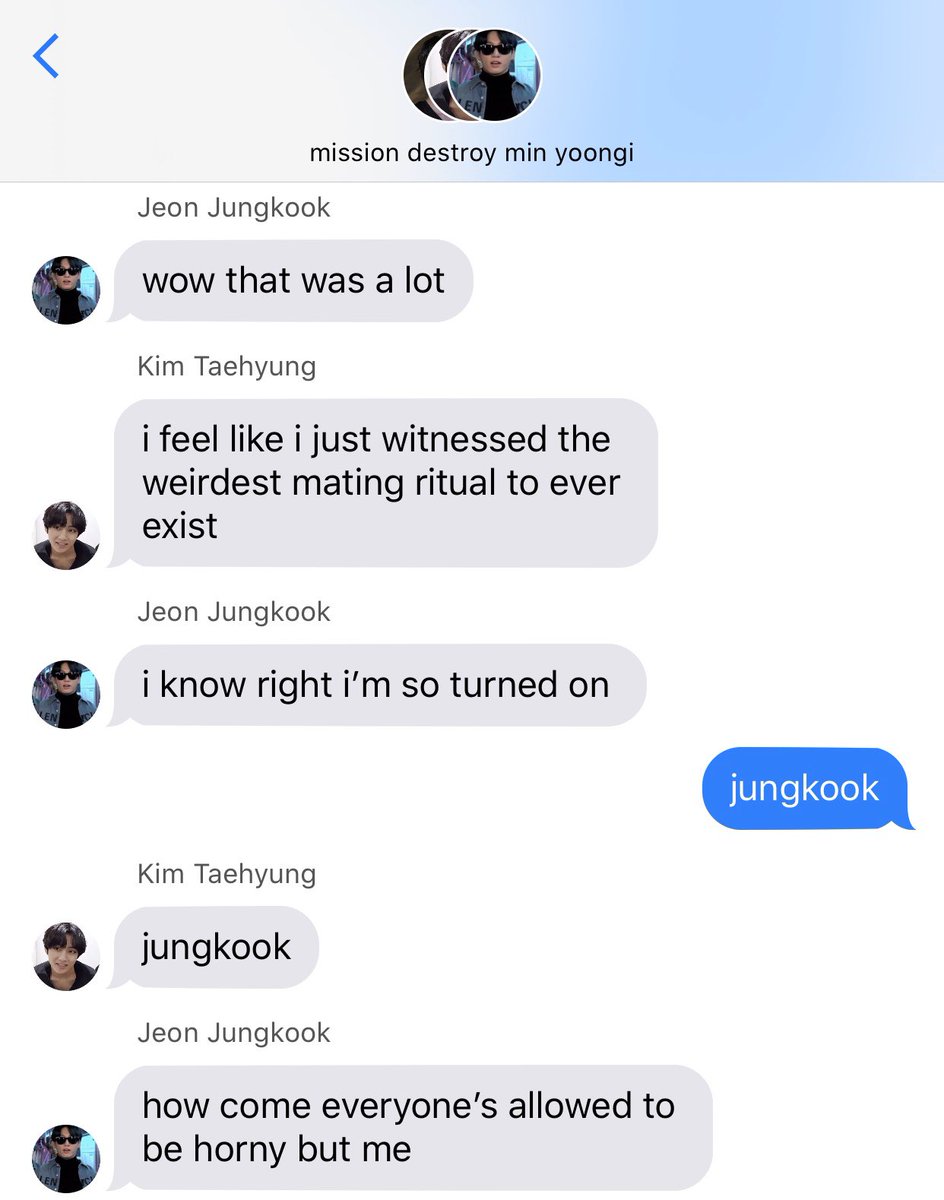 mission destroy min yoongi
Jeon Jungkook
wow that was a lot
Kim Taehyung
i feel like i just witnessed the
weirdest mating ritual to ever
exist
Jeon Jungkook
i know right i’m so turned on
jungkook
Kim Taehyung
jungkook
Jeon Jungkook
how come everyone’s allowed to
be horny but me